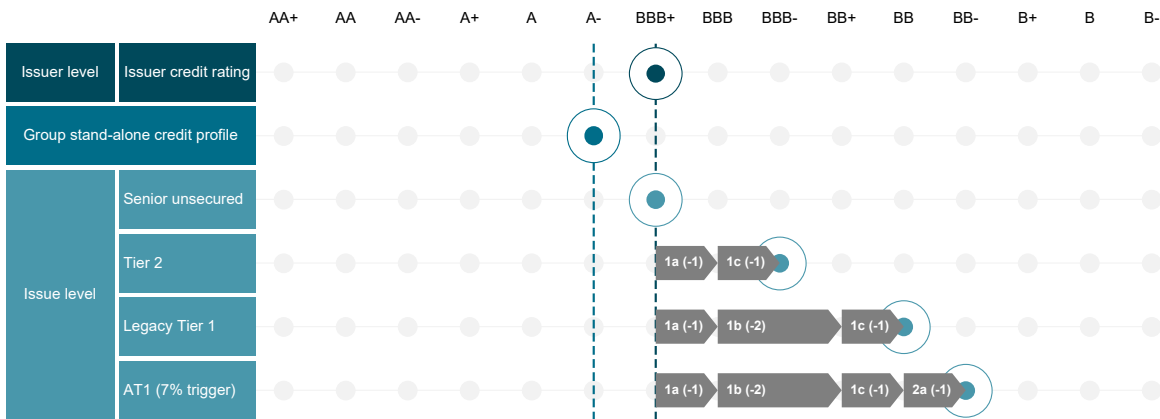 AA+ AA AA- A+ A A- BBB+ BBB BBB- BB+ BB BB- B+ B B-
Issuer level Issuer credit rating
Group stand-alone credit profile
Senior unsecured
Tier 2 1a (-1) 1c (-1)
Issue level
Legacy Tier 1 1a (-1) 1b (-2) 1c (-1)
AT1 (7% trigger) 1a (-1) 1b (-2) 1c (-1) 2a (-1)